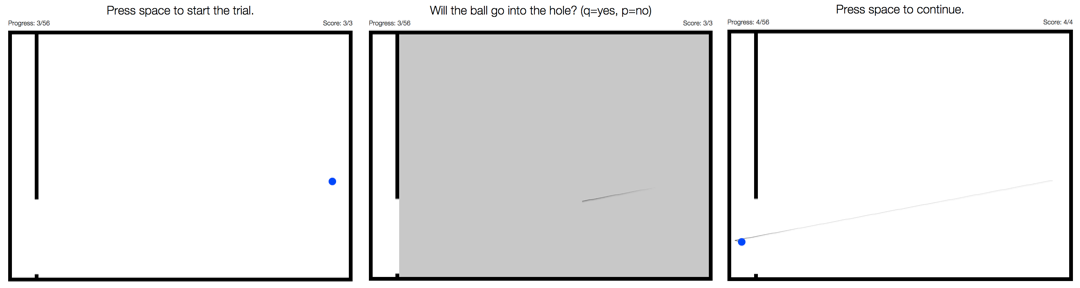 Press space to start the trial.
Progress: 3/56
Score: 3/3
Will the ball go into the hole? (q=yes, p=no)
Progress: 3/56
Score: 3/3
Press space to continue.
Progress: 4/56
Score: 4/4